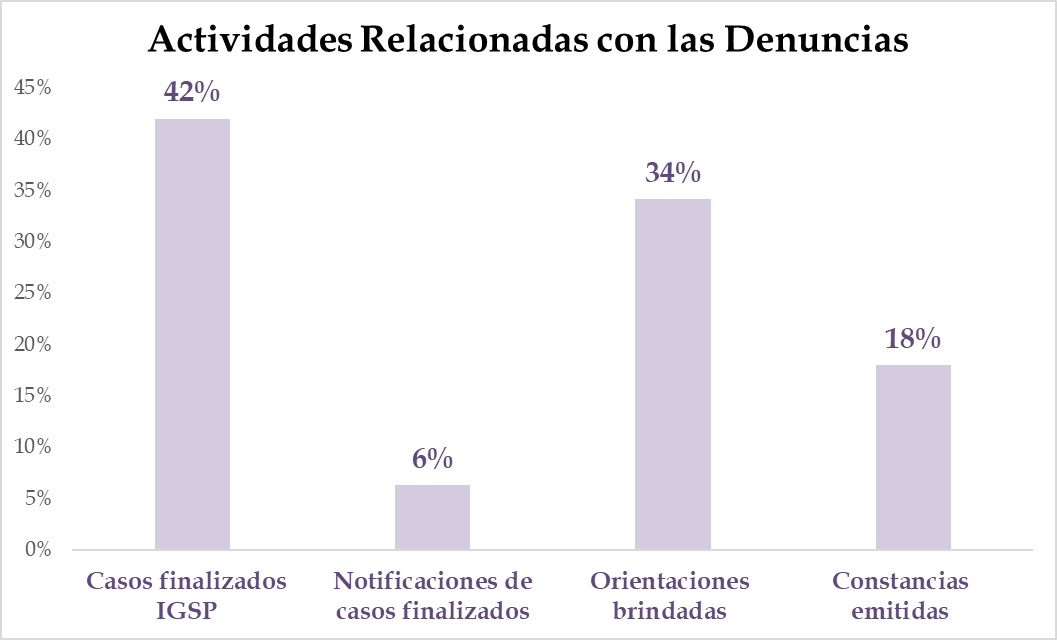 Actividades Relacionadas con las Denuncias
45%
40%
35%
30%
25%
20%
15%
10%
5%
0%
42%
6%
34%
18%
Casos finalizados
IGSP
Notificaciones de
casos finalizados
Orientaciones
brindadas
Constancias
emitidas